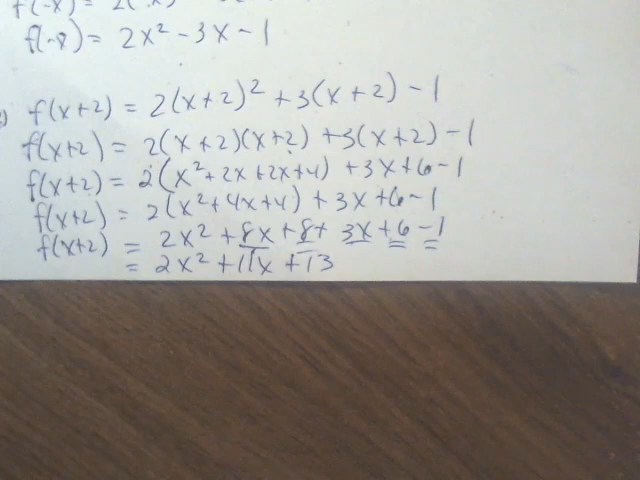 f(-x) = 2(-x)
f(-x) = 2x² - 3x - 1
f(x+2) = 2(x+2)² + 3(x+2) - 1
f(x+2) = 2(x+2)(x+2) + 3(x+2) - 1
f(x+2) = 2(x²+2x+2x+4) + 3x+6-1
f(x+2) = 2(x²+4x+4) + 3x+6-1
f(x+2) = 2x² + 8x + 8 + 3x + 6 - 1
= 2x² + 11x + 13